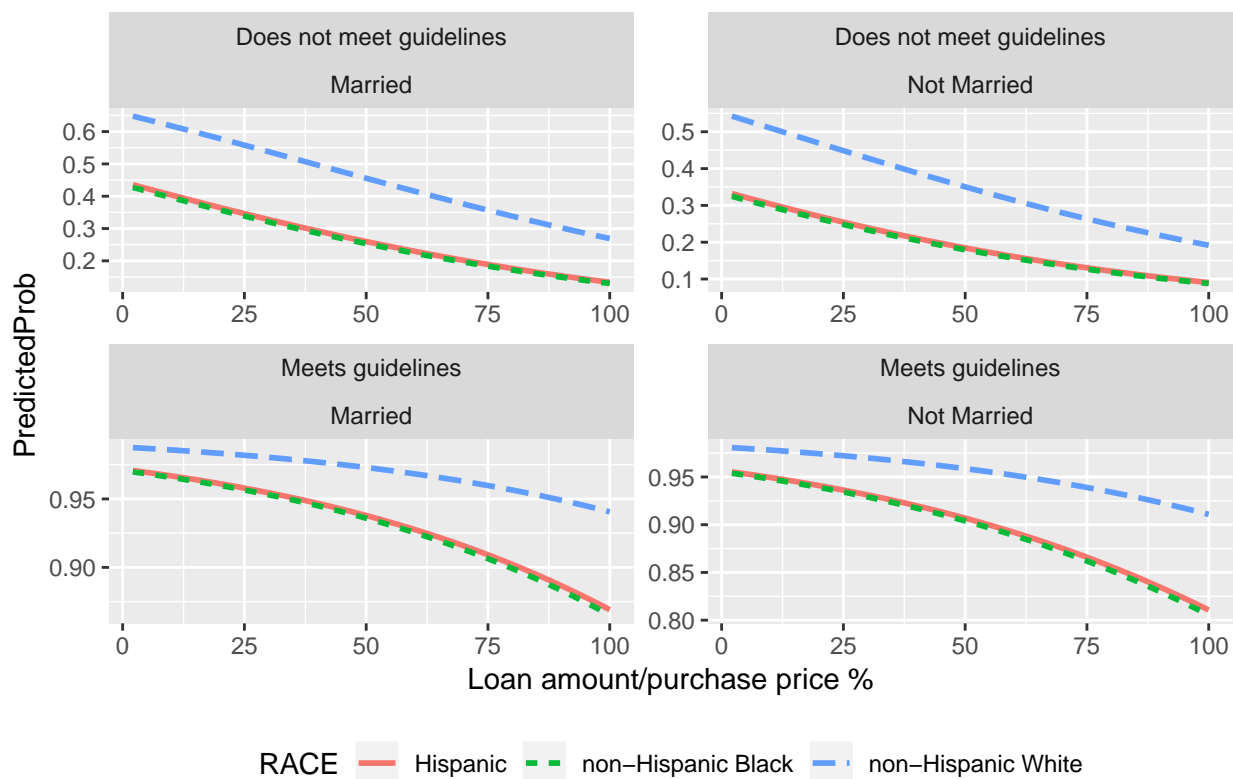 Does not meet guidelines
Married
Does not meet guidelines
Not Married
0.6
0.5
0.4
0.3
0.2
0 25 50 75 100
0.5
0.4
0.3
0.2
0.1
0 25 50 75 100
Meets guidelines
Married
Meets guidelines
Not Married
0.95
0.90
0 25 50 75 100
0.95
0.90
0.85
0.80
0 25 50 75 100
PredictedProb
Loan amount/purchase price %
RACE Hispanic non−Hispanic Black non−Hispanic White